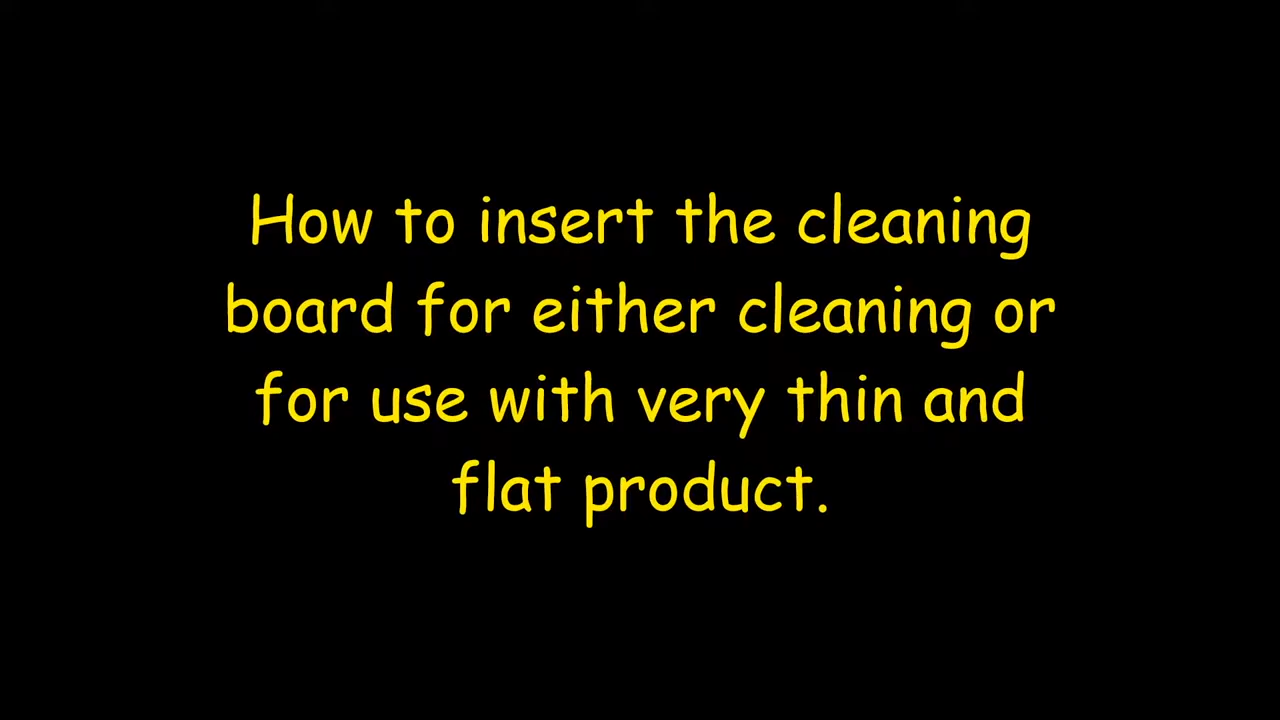 How to insert the cleaning
board for either cleaning or
for use with very thin and
flat product.